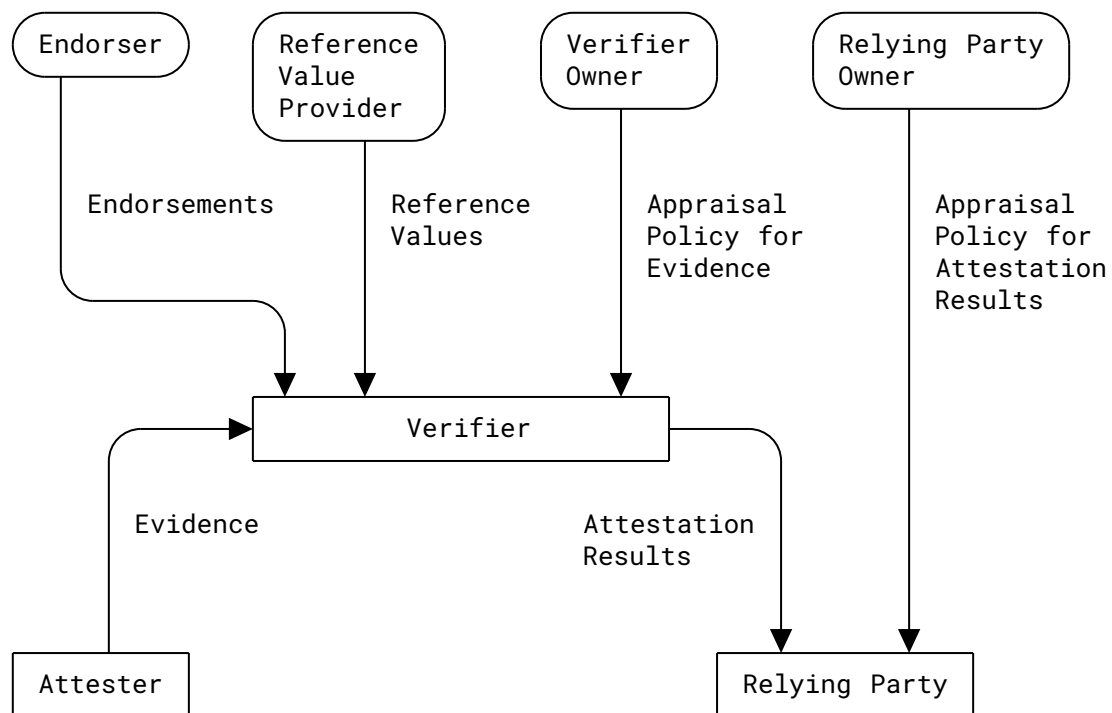 Endorser
Reference
Value
Provider
Verifier
Owner
Relying Party
Owner
Endorsements
Reference
Values
Appraisal
Policy for
Evidence
Appraisal
Policy for
Attestation
Results
Verifier
Evidence
Attestation
Results
Attester
Relying Party